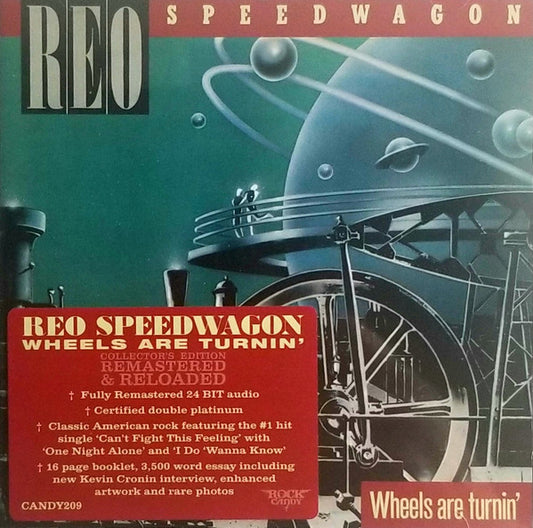 REO SPEEDWAGON
REO SPEEDWAGON
WHEELS ARE TURNIN'
COLLECTOR'S EDITION
REMASTERED
& RELOADED
† Fully Remastered 24 BIT audio
† Certified double platinum
† Classic American rock featuring the #1 hit
single 'Can't Fight This Feeling' with
'One Night Alone' and 'I Do 'Wanna Know'
† 16 page booklet, 3,500 word essay including
new Kevin Cronin interview, enhanced
artwork and rare photos
CANDY209
ROCK
CANDY
Wheels are turnin'